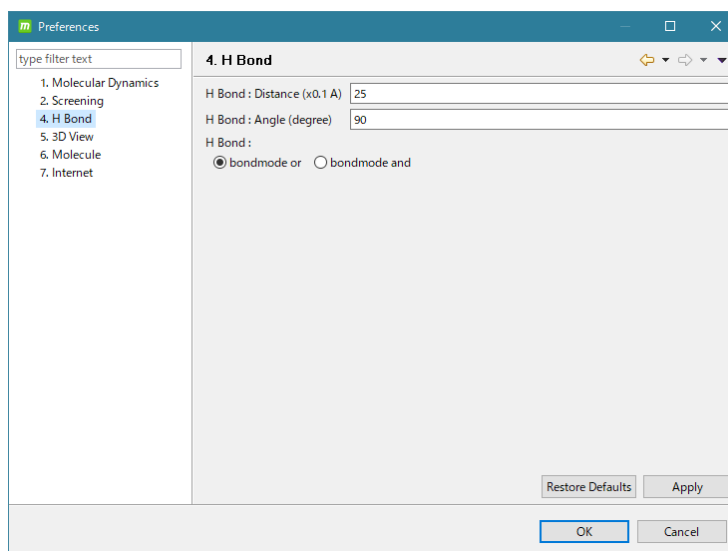 Preferences
type filter text
1. Molecular Dynamics
2. Screening
4. H Bond
5. 3D View
6. Molecule
7. Internet
4. H Bond
H Bond : Distance (x0.1 A) 25
H Bond : Angle (degree) 90
H Bond :
bondmode or bondmode and
Restore Defaults Apply
OK Cancel